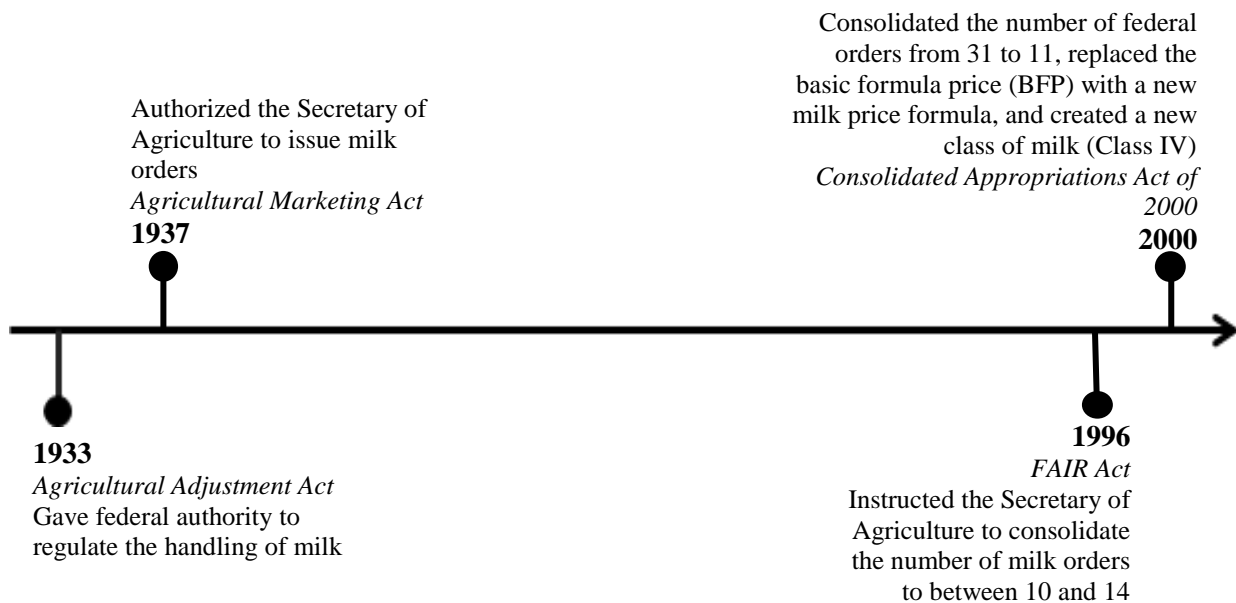 Consolidated the number of federal
orders from 31 to 11, replaced the
basic formula price (BFP) with a new
milk price formula, and created a new
class of milk (Class IV)
Consolidated Appropriations Act of
2000
2000
Authorized the Secretary of
Agriculture to issue milk
orders
Agricultural Marketing Act
1937
1933
Agricultural Adjustment Act
Gave federal authority to
regulate the handling of milk
1996
FAIR Act
Instructed the Secretary of
Agriculture to consolidate
the number of milk orders
to between 10 and 14